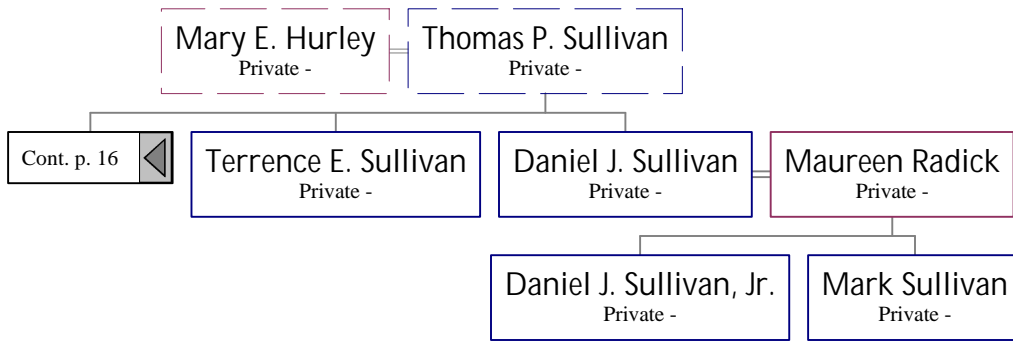 Mary E. Hurley
Private -
Thomas P. Sullivan
Private -
Cont. p. 16
Terrence E. Sullivan
Private -
Daniel J. Sullivan
Private -
Maureen Radick
Private -
Daniel J. Sullivan, Jr.
Private -
Mark Sullivan
Private -